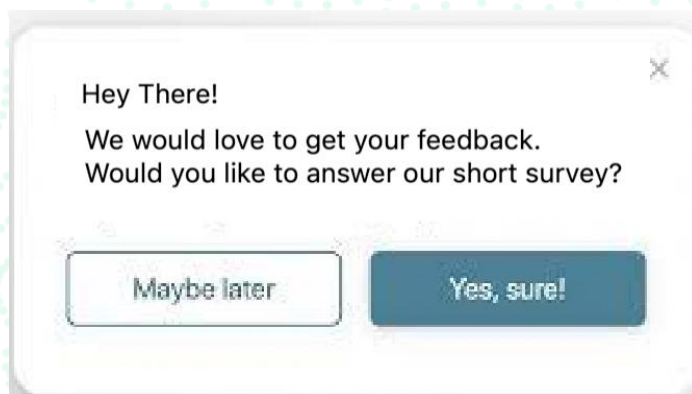 Hey There!
We would love to get your feedback.
Would you like to answer our short survey?
Maybe later
Yes, sure!